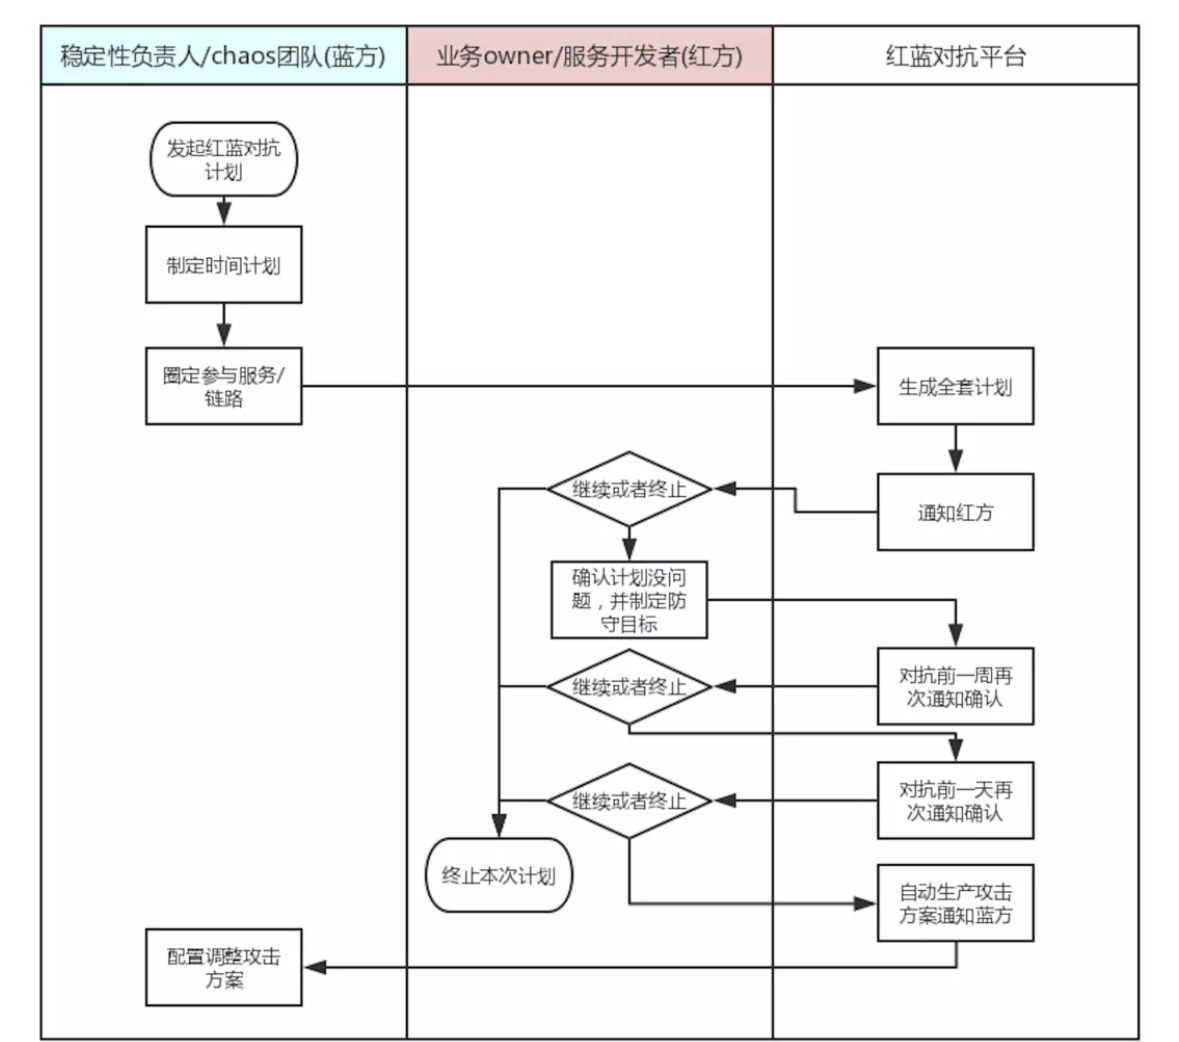 稳定性负责人/chaos团队(蓝方)
业务owner/服务开发者(红方)
红蓝对抗平台
发起红蓝对抗
计划
制定时间计划
圈定参与服务/
链路
生成全套计划
继续或者终止
通知红方
确认计划没问
题，并制定防
守目标
继续或者终止
对抗前一周再
次通知确认
继续或者终止
对抗前一天再
次通知确认
终止本次计划
自动生产攻击
方案通知蓝方
配置调整攻击
方案